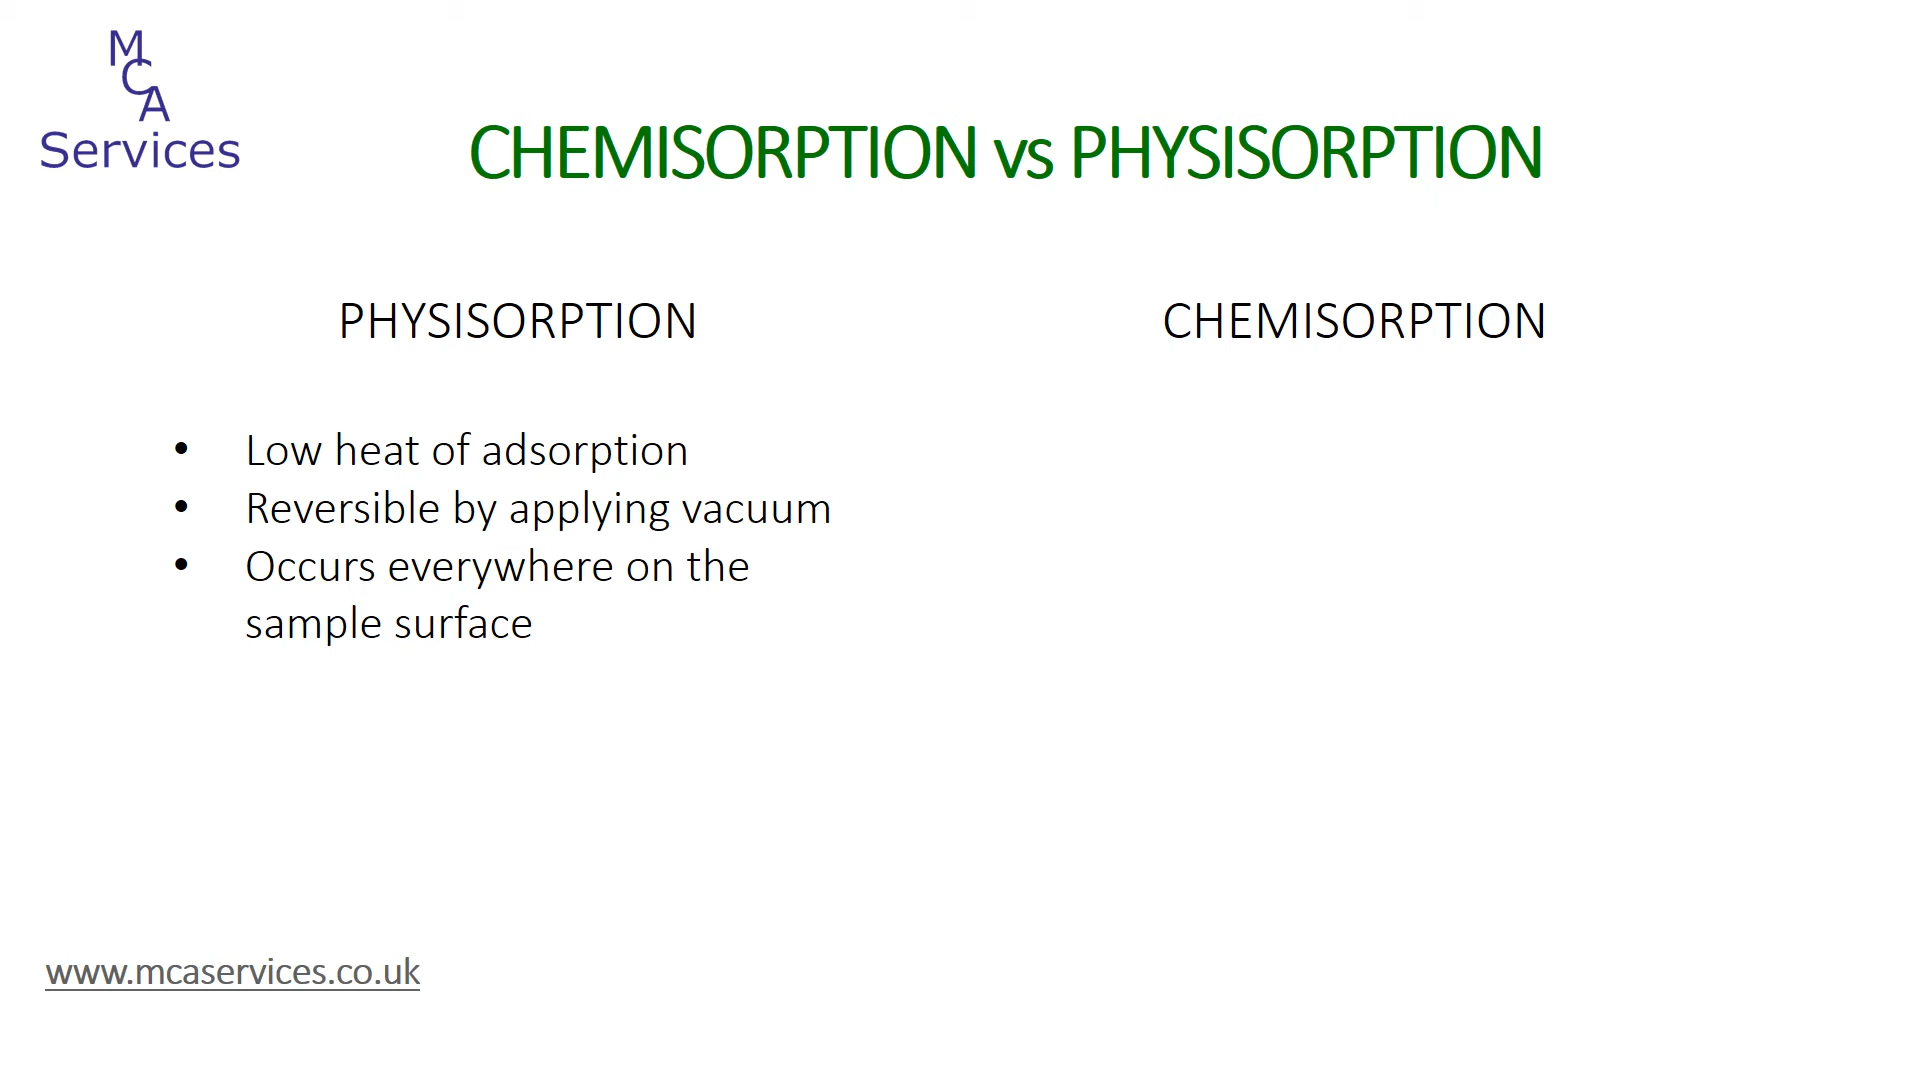 M
C
A
Services
CHEMISORPTION vs PHYSISORPTION
PHYSISORPTION
• Low heat of adsorption
• Reversible by applying vacuum
• Occurs everywhere on the
sample surface
CHEMISORPTION
www.mcaservices.co.uk